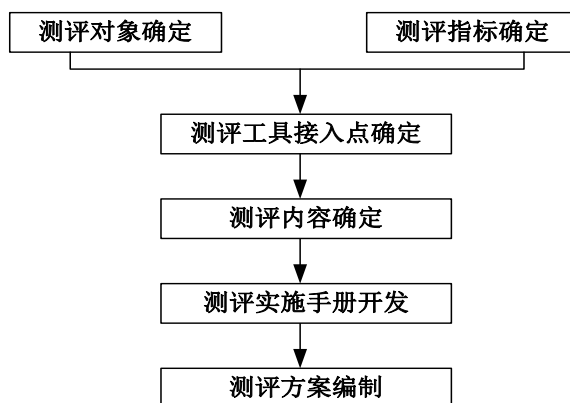 测评对象确定
测评指标确定
测评工具接入点确定
测评内容确定
测评实施手册开发
测评方案编制